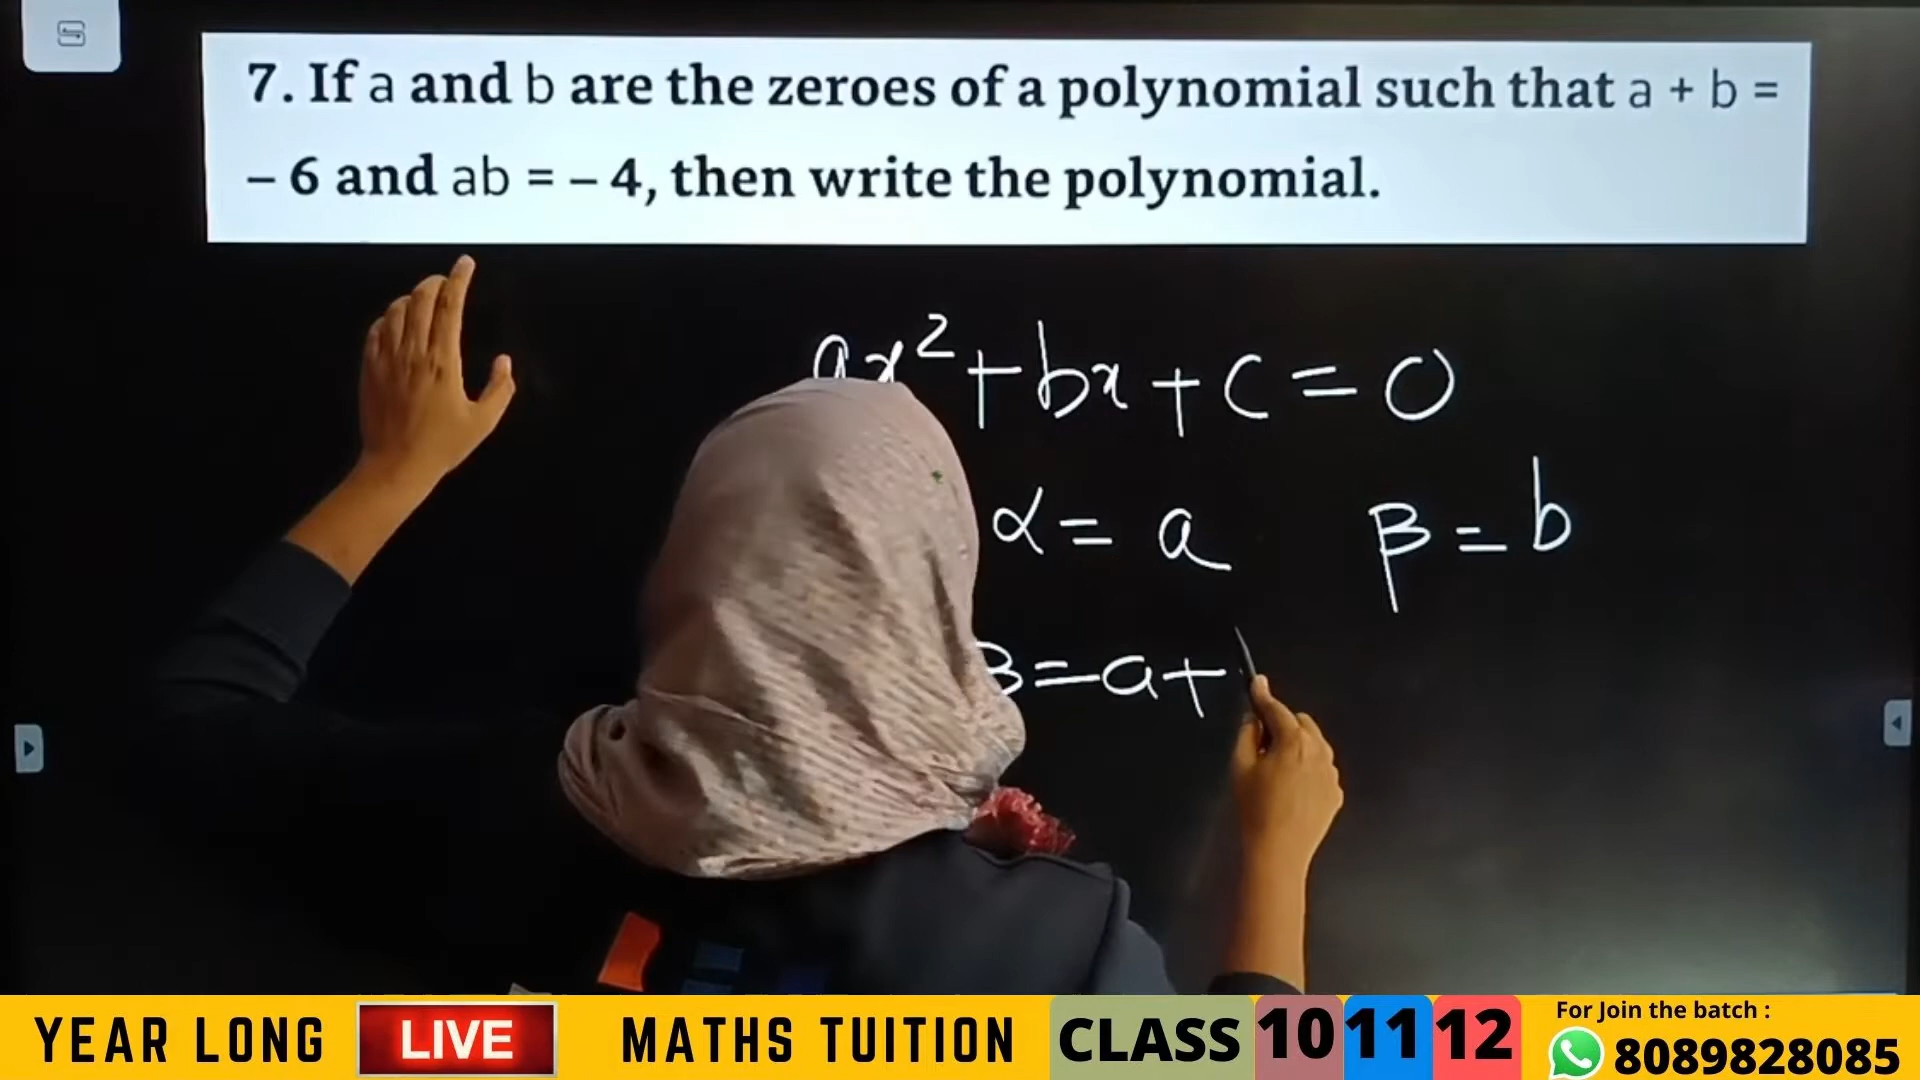 7. If a and b are the zeroes of a polynomial such that a + b =
– 6 and ab = – 4, then write the polynomial.
ax² + bx + c = 0
α = a β = b
β = a +
YEAR LONG LIVE MATHS TUITION CLASS 10 11 12
For Join the batch :
8089828085